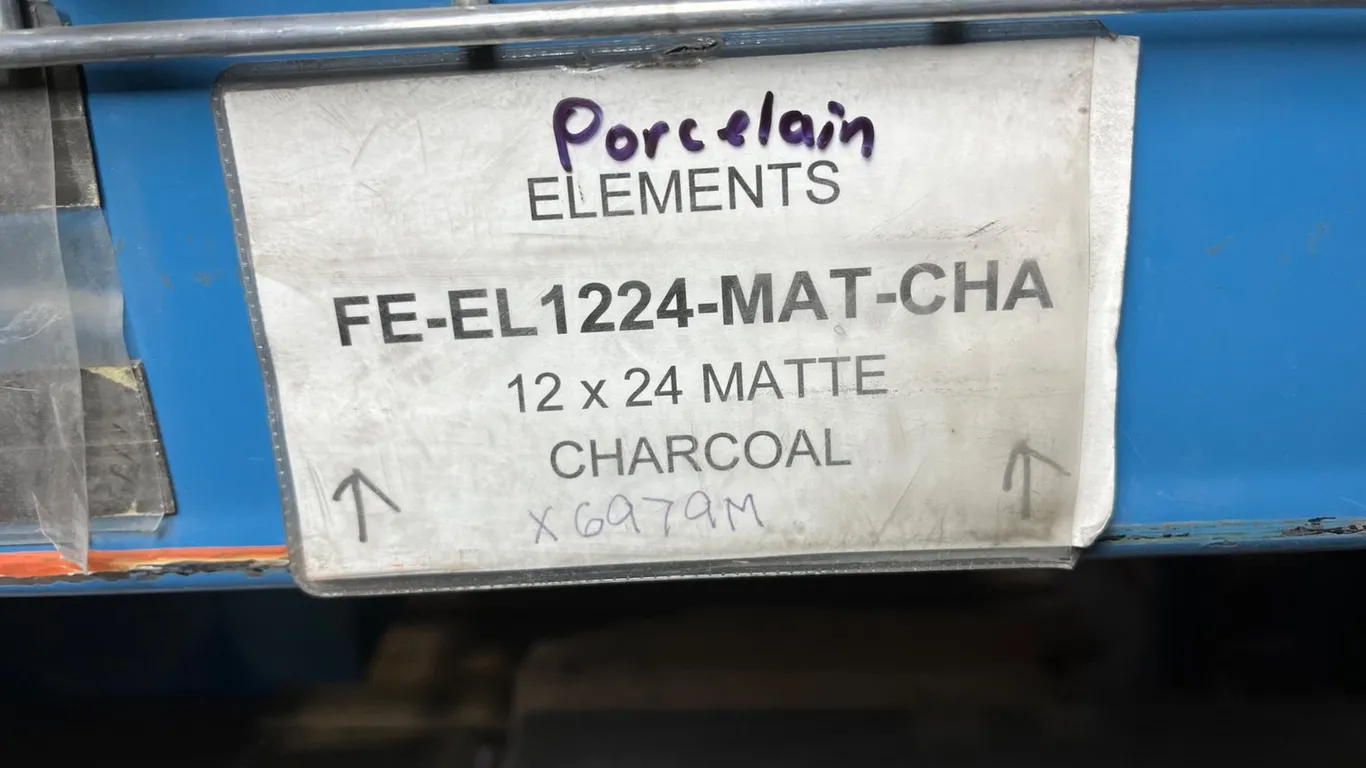 Porcelain
ELEMENTS
FE-EL1224-MAT-CHA
12 x 24 MATTE
CHARCOAL
X6979M